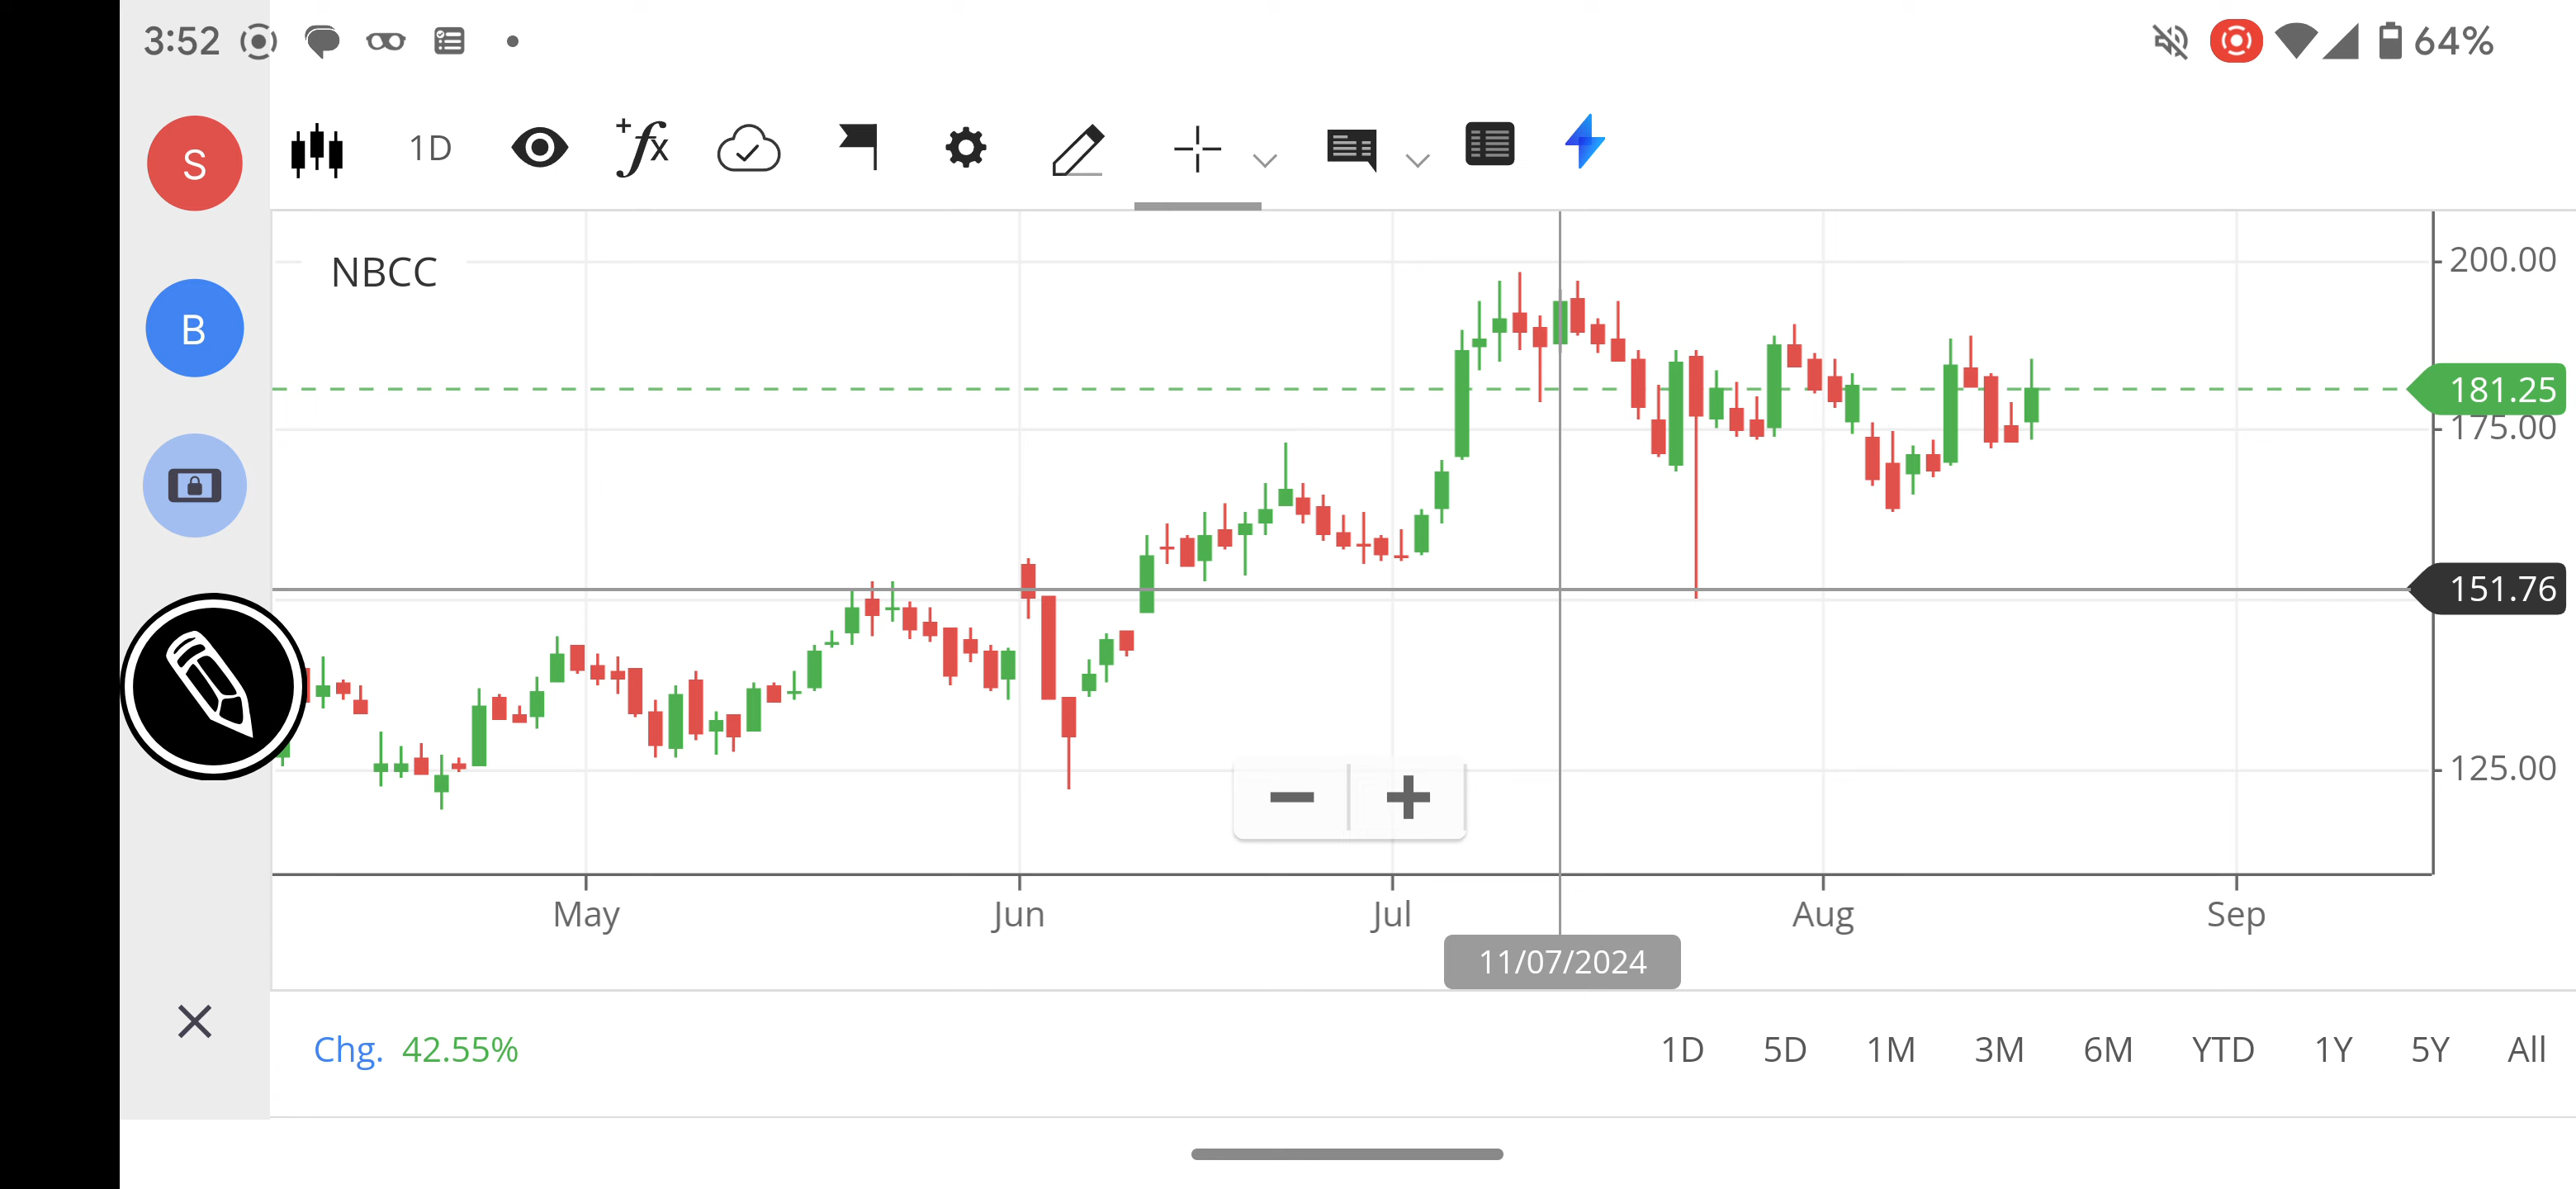 3:52 64%
S 1D +fx
NBCC
200.00
B
181.25
175.00
151.76
125.00
May Jun Jul Aug Sep
11/07/2024
Chg. 42.55% 1D 5D 1M 3M 6M YTD 1Y 5Y All